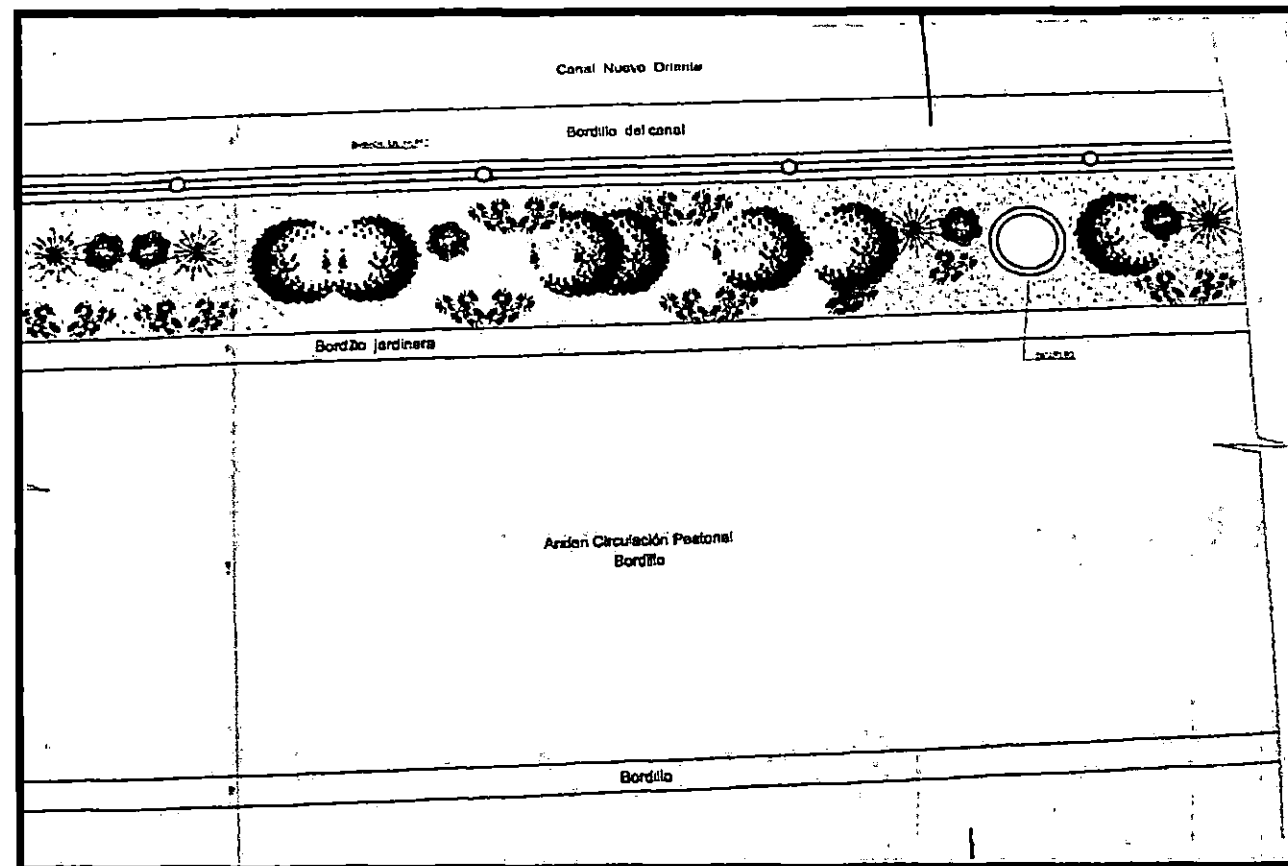 Canal Nuevo Oriente
Bordillo del canal
Bordillo jardinera
Anden Circulación Peatonal
Bordillo
Bordillo